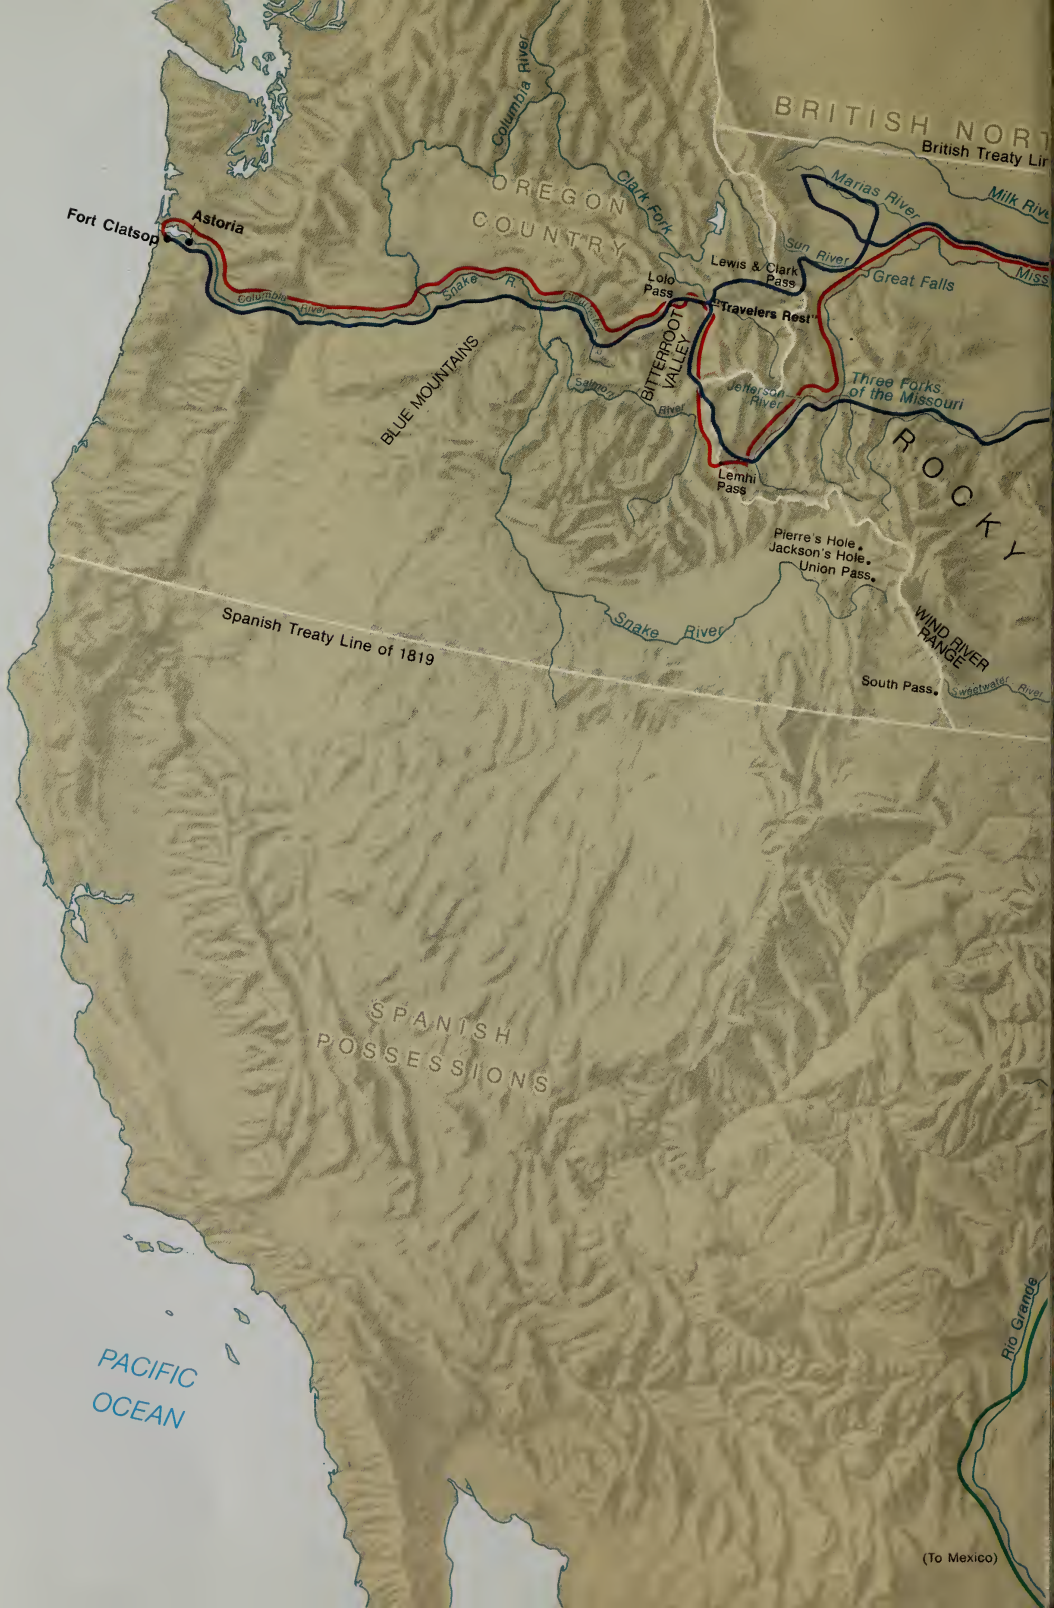 BRITISH NORT
British Treaty Lin
Columbia River
OREGON
COUNTRY
Clark Fork
Marias River
Milk Rive
Fort Clatsop
Astoria
Sun River
Lewis & Clark
Pass
Miss
Great Falls
Lolo
Pass
"Travelers Rest"
Columbia River
Snake R.
Clearwater
BITTERROOT
VALLEY
BLUE MOUNTAINS
Salmon River
Jefferson
River
Three Forks
of the Missouri
ROCKY
Lemhi
Pass
Pierre's Hole
Jackson's Hole
Union Pass
Snake River
WIND RIVER
RANGE
Spanish Treaty Line of 1819
South Pass
Sweetwater River
SPANISH
POSSESSIONS
PACIFIC
OCEAN
Rio Grande
(To Mexico)